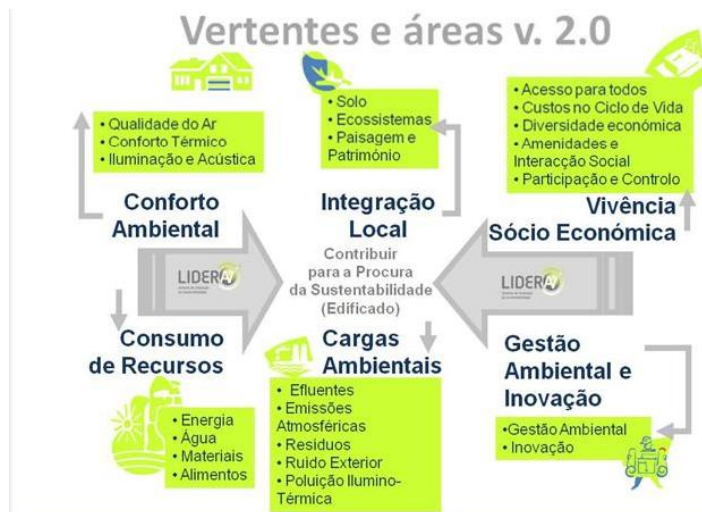 Vertentes e áreas v. 2.0
• Qualidade do Ar
• Conforto Térmico
• Iluminação e Acústica
Conforto
Ambiental
• Solo
• Ecossistemas
• Paisagem e
Património
Integração
Local
• Acesso para todos
• Custos no Ciclo de Vida
• Diversidade económica
• Amenidades e
Interacção Social
• Participação e Controlo
Vivência
Sócio Económica
LIDERA
Contribuir
para a Procura
da Sustentabilidade
(Edificado)
LIDERA
Consumo
de Recursos
• Energia
• Água
• Materiais
• Alimentos
Cargas
Ambientais
• Efluentes
• Emissões
Atmosféricas
• Residuos
• Ruido Exterior
• Poluição Ilumino-
Térmica
Gestão
Ambiental e
Inovação
•Gestão Ambiental
• Inovação